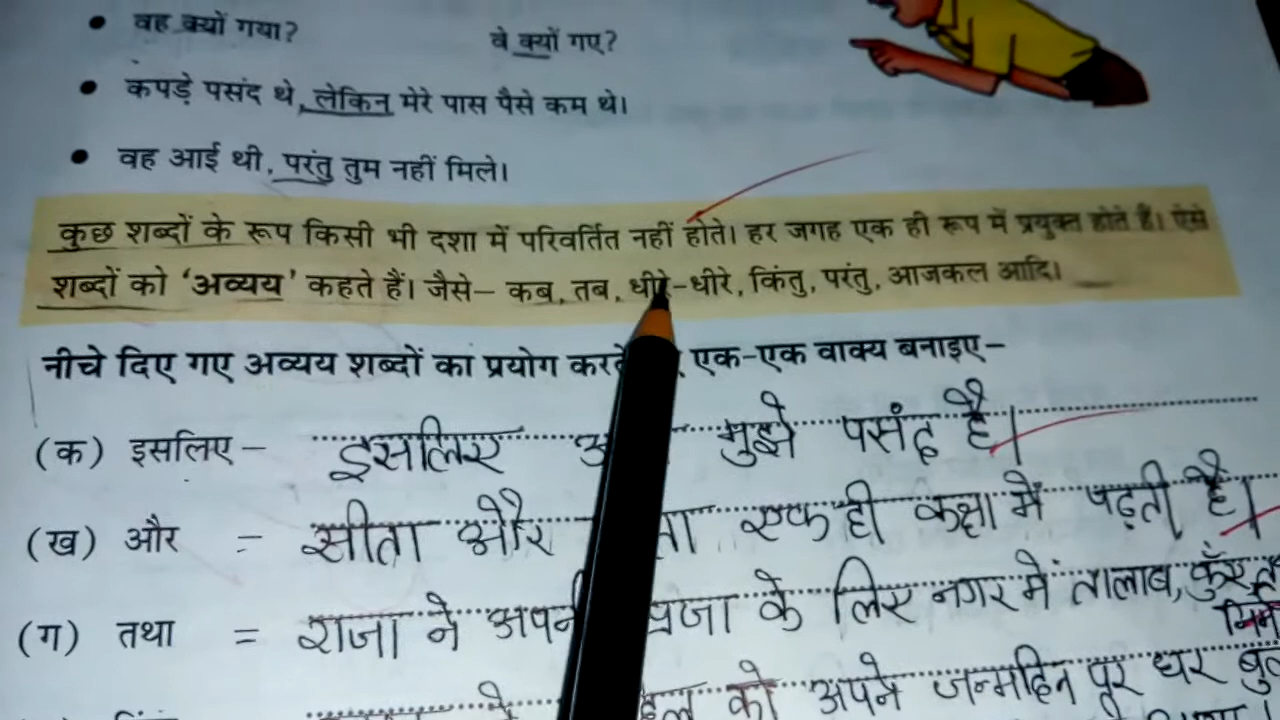 वह क्यों गया? वे क्यों गए?
कपड़े पसंद थे, लेकिन मेरे पास पैसे कम थे।
वह आई थी, परंतु तुम नहीं मिले।
कुछ शब्दों के रूप किसी भी दशा में परिवर्तित नहीं होते। हर जगह एक ही रूप में प्रयुक्त होते हैं। ऐसे
शब्दों को 'अव्यय' कहते हैं। जैसे– कब, तब, धीरे-धीरे, किंतु, परंतु, आजकल आदि।
नीचे दिए गए अव्यय शब्दों का प्रयोग करते एक-एक वाक्य बनाइए–
(क) इसलिए – इसलिए मुझे पसंद है।
(ख) और = सीता और एक ही कक्षा में पढ़ती है।
(ग) तथा = राजा ने अपनी प्रजा के लिए नगर में तालाब, कुँए
को अपने जन्मदिन पर घर